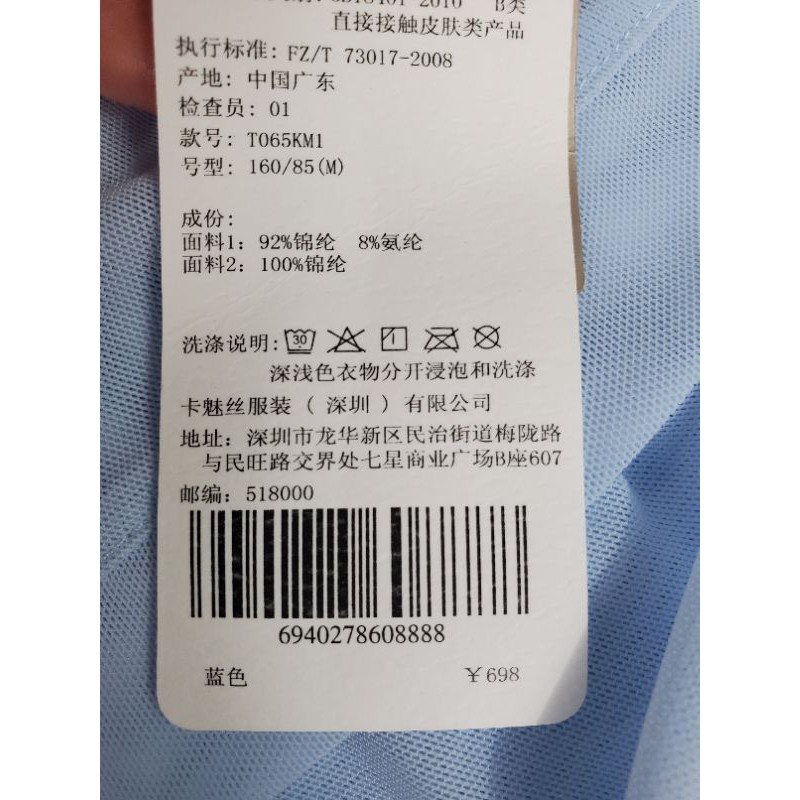 2010 B类
直接接触皮肤类产品
执行标准: FZ/T 73017-2008
产地: 中国广东
检查员: 01
款号: T065KM1
号型: 160/85(M)
成份:
面料1: 92%锦纶 8%氨纶
面料2: 100%锦纶
洗涤说明: 30
深浅色衣物分开浸泡和洗涤
卡魅丝服装（深圳）有限公司
地址: 深圳市龙华新区民治街道梅陇路
与民旺路交界处七星商业广场B座607
邮编: 518000
6940278608888
蓝色 ￥698